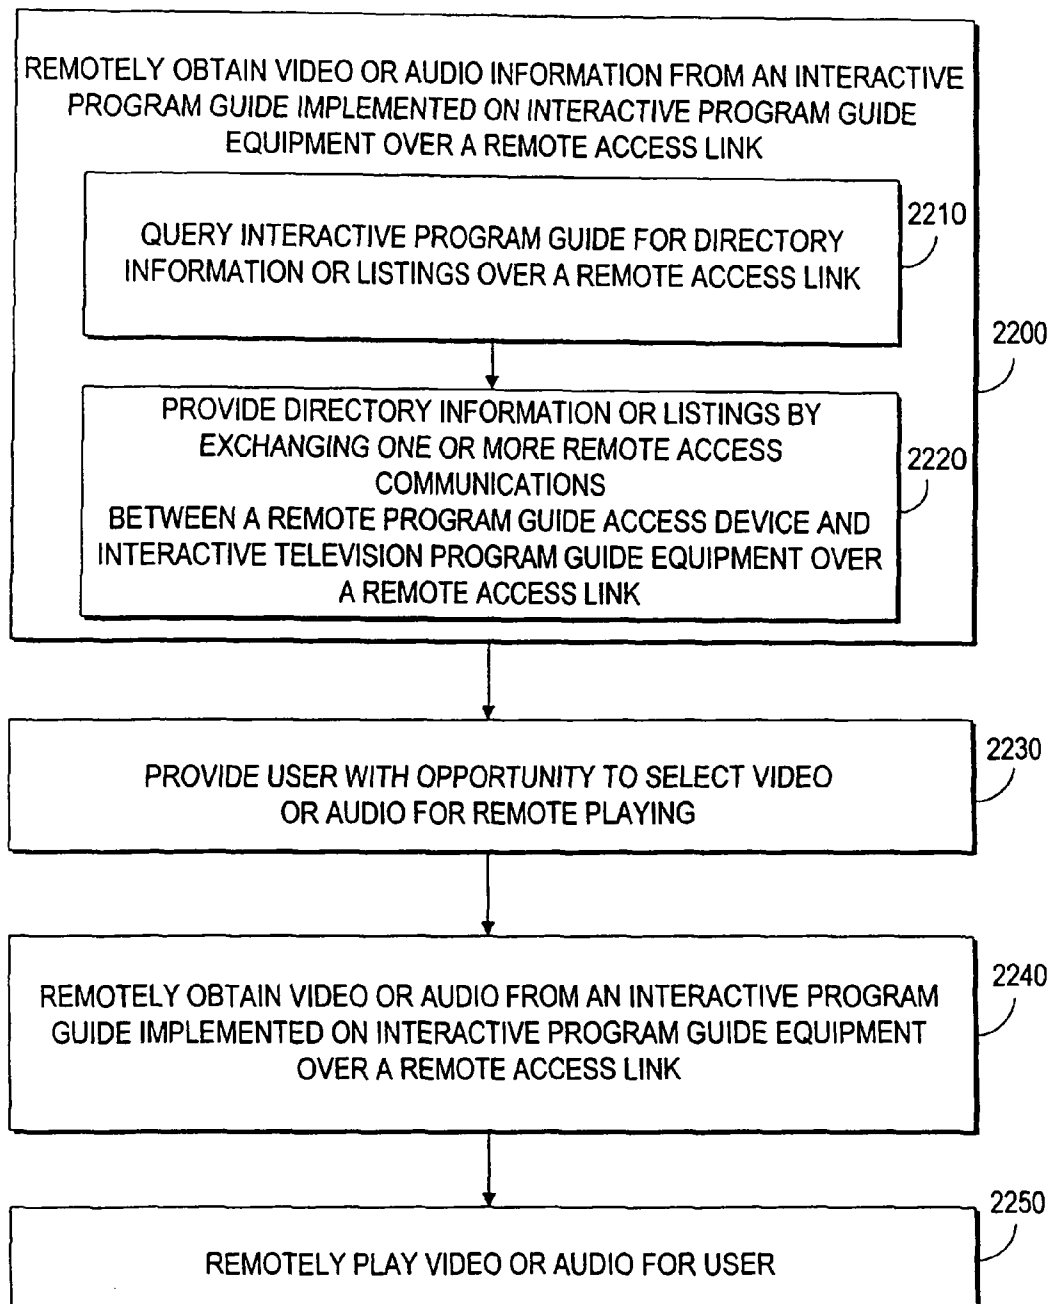 REMOTELY OBTAIN VIDEO OR AUDIO INFORMATION FROM AN INTERACTIVE
PROGRAM GUIDE IMPLEMENTED ON INTERACTIVE PROGRAM GUIDE
EQUIPMENT OVER A REMOTE ACCESS LINK
2210
QUERY INTERACTIVE PROGRAM GUIDE FOR DIRECTORY
INFORMATION OR LISTINGS OVER A REMOTE ACCESS LINK
2200
PROVIDE DIRECTORY INFORMATION OR LISTINGS BY
EXCHANGING ONE OR MORE REMOTE ACCESS
COMMUNICATIONS
BETWEEN A REMOTE PROGRAM GUIDE ACCESS DEVICE AND
INTERACTIVE TELEVISION PROGRAM GUIDE EQUIPMENT OVER
A REMOTE ACCESS LINK
2220
2230
PROVIDE USER WITH OPPORTUNITY TO SELECT VIDEO
OR AUDIO FOR REMOTE PLAYING
2240
REMOTELY OBTAIN VIDEO OR AUDIO FROM AN INTERACTIVE PROGRAM
GUIDE IMPLEMENTED ON INTERACTIVE PROGRAM GUIDE EQUIPMENT
OVER A REMOTE ACCESS LINK
2250
REMOTELY PLAY VIDEO OR AUDIO FOR USER